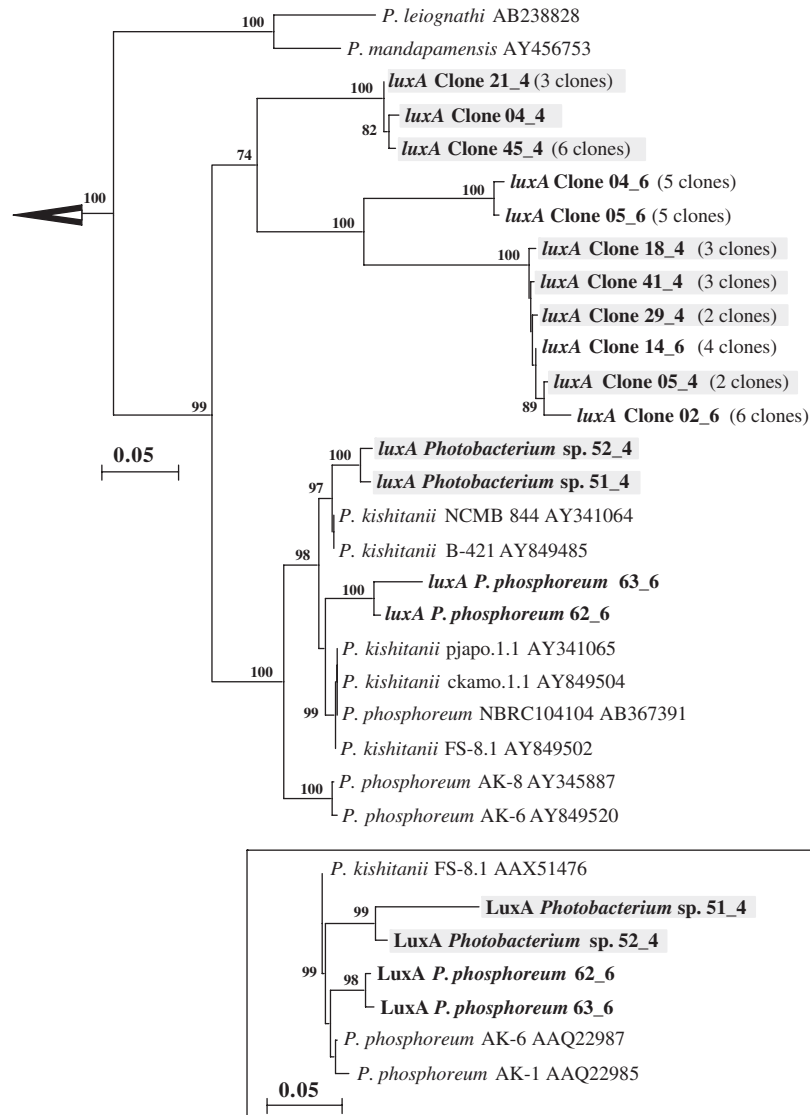 P. leiognathi AB238828
100
P. mandapamensis AY456753
luxA Clone 21_4 (3 clones)
100
luxA Clone 04_4
82
luxA Clone 45_4 (6 clones)
74
luxA Clone 04_6 (5 clones)
100
100
luxA Clone 05_6 (5 clones)
100
luxA Clone 18_4 (3 clones)
100
luxA Clone 41_4 (3 clones)
luxA Clone 29_4 (2 clones)
luxA Clone 14_6 (4 clones)
luxA Clone 05_4 (2 clones)
89
99
luxA Clone 02_6 (6 clones)
0.05
luxA Photobacterium sp. 52_4
100
luxA Photobacterium sp. 51_4
97
P. kishitanii NCMB 844 AY341064
P. kishitanii B-421 AY849485
98
luxA P. phosphoreum 63_6
100
luxA P. phosphoreum 62_6
P. kishitanii pjapo.1.1 AY341065
100
P. kishitanii ckamo.1.1 AY849504
99
P. phosphoreum NBRC104104 AB367391
P. kishitanii FS-8.1 AY849502
P. phosphoreum AK-8 AY345887
100
P. phosphoreum AK-6 AY849520
P. kishitanii FS-8.1 AAX51476
99
LuxA Photobacterium sp. 51_4
LuxA Photobacterium sp. 52_4
99
98
LuxA P. phosphoreum 62_6
LuxA P. phosphoreum 63_6
P. phosphoreum AK-6 AAQ22987
P. phosphoreum AK-1 AAQ22985
0.05